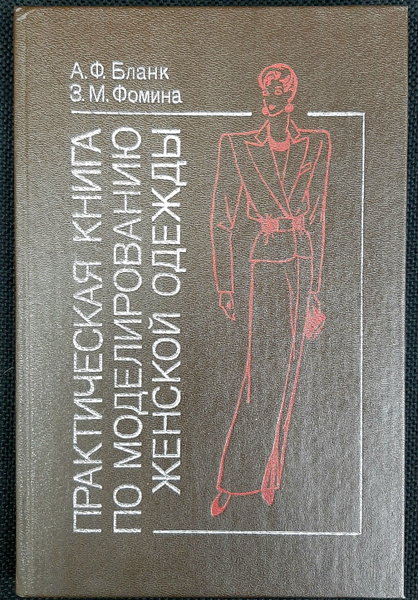 А. Ф. Бланк
З. М. Фомина
ПРАКТИЧЕСКАЯ КНИГА
ПО МОДЕЛИРОВАНИЮ
ЖЕНСКОЙ ОДЕЖДЫ